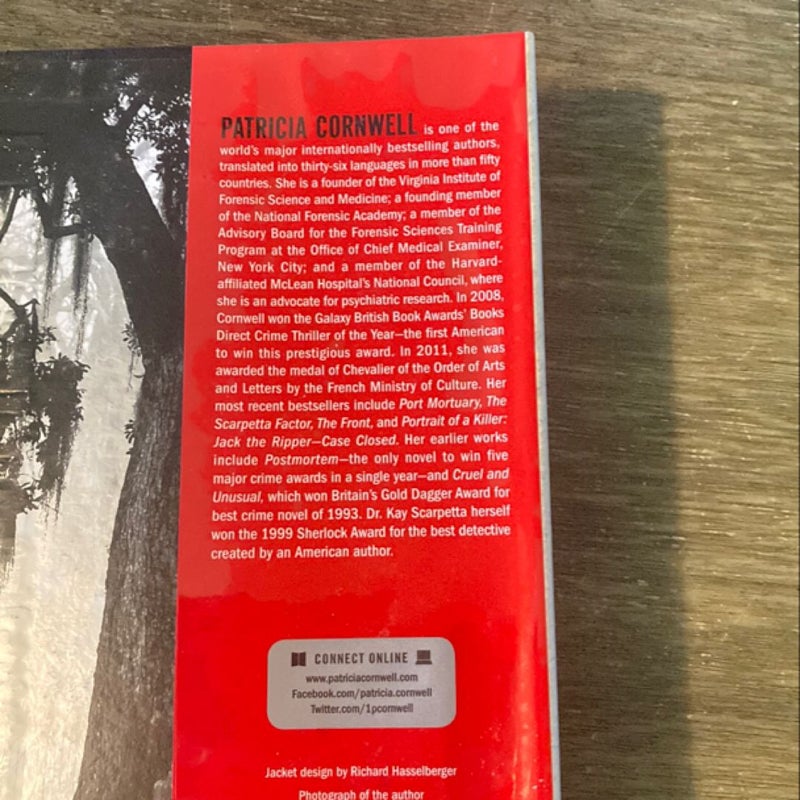 PATRICIA CORNWELL is one of the
world's major internationally bestselling authors,
translated into thirty-six languages in more than fifty
countries. She is a founder of the Virginia Institute of
Forensic Science and Medicine; a founding member
of the National Forensic Academy; a member of the
Advisory Board for the Forensic Sciences Training
Program at the Office of Chief Medical Examiner,
New York City; and a member of the Harvard-
affiliated McLean Hospital's National Council, where
she is an advocate for psychiatric research. In 2008,
Cornwell won the Galaxy British Book Awards' Books
Direct Crime Thriller of the Year—the first American
to win this prestigious award. In 2011, she was
awarded the medal of Chevalier of the Order of Arts
and Letters by the French Ministry of Culture. Her
most recent bestsellers include Port Mortuary, The
Scarpetta Factor, The Front, and Portrait of a Killer:
Jack the Ripper—Case Closed. Her earlier works
include Postmortem—the only novel to win five
major crime awards in a single year—and Cruel and
Unusual, which won Britain's Gold Dagger Award for
best crime novel of 1993. Dr. Kay Scarpetta herself
won the 1999 Sherlock Award for the best detective
created by an American author.
CONNECT ONLINE
www.patriciacornwell.com
Facebook.com/patricia.cornwell
Twitter.com/1pcornwell
Jacket design by Richard Hasselberger
Photograph of the author